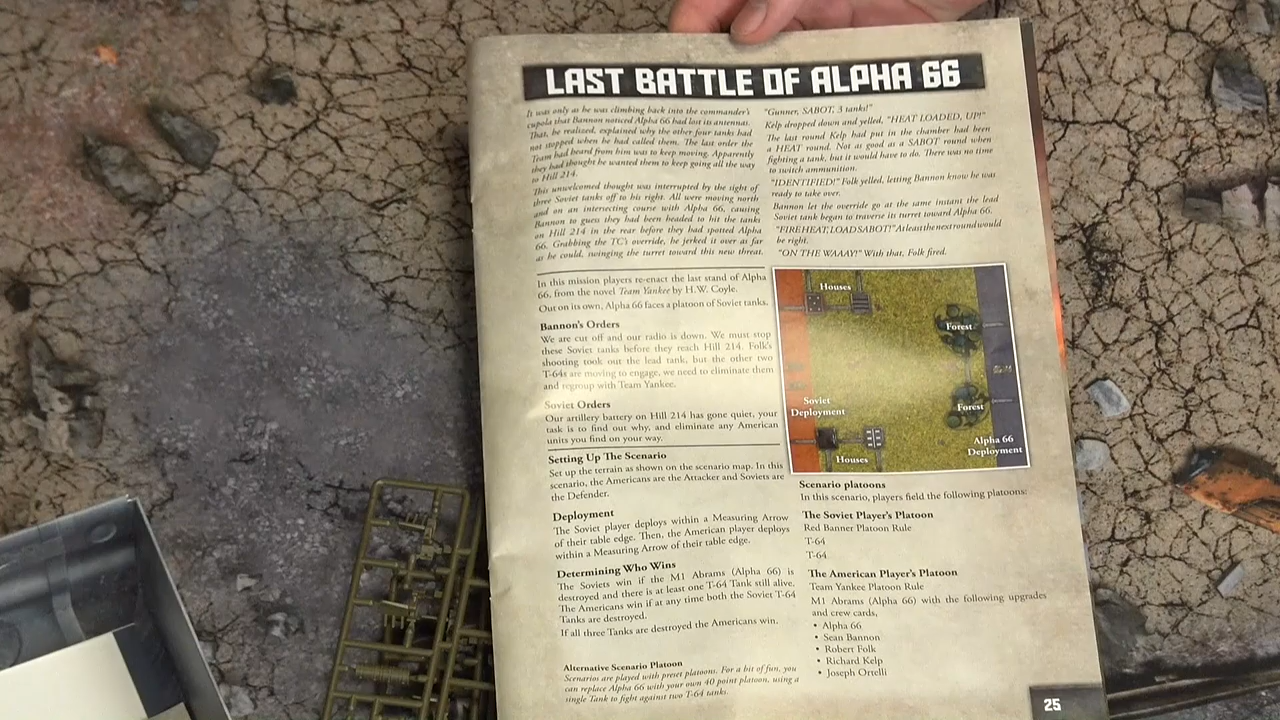 LAST BATTLE OF ALPHA 66
It was only as he was climbing back into the commander's
cupola that Bannon noticed Alpha 66 had lost its antennas.
That, he realized, explained why the other four tanks had
not stopped when he had called them. The last order the
Team had heard from him was to keep moving. Apparently
they had thought he wanted them to keep going all the way
to Hill 214.
This unwelcomed thought was interrupted by the sight of
three Soviet tanks off to his right. All were moving north
and on an intersecting course with Alpha 66, causing
Bannon to guess they had been headed to hit the tanks
on Hill 214 in the rear before they had spotted Alpha
66. Grabbing the TC's override, he jerked it over as far
as he could, swinging the turret toward this new threat.
"Gunner, SABOT, 3 tanks!"
Kelp dropped down and yelled, "HEAT LOADED, UP!"
The last round Kelp had put in the chamber had been
a HEAT round. Not as good as a SABOT round when
fighting a tank, but it would have to do. There was no time
to switch ammunition.
"IDENTIFIED!" Folk yelled, letting Bannon know he was
ready to take over.
Bannon let the override go at the same instant the lead
Soviet tank began to traverse its turret toward Alpha 66.
"FIRE HEAT, LOAD SABOT!" At least the next round would
be right.
"ON THE WAAAY!" With that, Folk fired.
In this mission players re-enact the last stand of Alpha
66, from the novel Team Yankee by H.W. Coyle.
Out on its own, Alpha 66 faces a platoon of Soviet tanks.
Bannon's Orders
We are cut off and our radio is down. We must stop
these Soviet tanks before they reach Hill 214. Folk's
shooting took out the lead tank, but the other two
T-64s are moving to engage, we need to eliminate them
and regroup with Team Yankee.
Soviet Orders
Our artillery battery on Hill 214 has gone quiet, your
task is to find out why, and eliminate any American
units you find on your way.
Setting Up The Scenario
Set up the terrain as shown on the scenario map. In this
scenario, the Americans are the Attacker and Soviets are
the Defender.
Deployment
The Soviet player deploys within a Measuring Arrow
of their table edge. Then, the American player deploys
within a Measuring Arrow of their table edge.
Determining Who Wins
The Soviets win if the M1 Abrams (Alpha 66) is
destroyed and there is at least one T-64 Tank still alive.
The Americans win if at any time both the Soviet T-64
Tanks are destroyed.
If all three Tanks are destroyed the Americans win.
Alternative Scenario Platoon
Scenarios are played with preset platoons. For a bit of fun, you
can replace Alpha 66 with your own 40 point platoon, using a
single Tank to fight against two T-64 tanks.
Houses
Forest
Soviet
Deployment
Forest
Alpha 66
Deployment
Houses
Scenario platoons
In this scenario, players field the following platoons:
The Soviet Player's Platoon
Red Banner Platoon Rule
T-64
T-64
The American Player's Platoon
Team Yankee Platoon Rule
M1 Abrams (Alpha 66) with the following upgrades
and crew cards,
• Alpha 66
• Sean Bannon
• Robert Folk
• Richard Kelp
• Joseph Ortelli
25